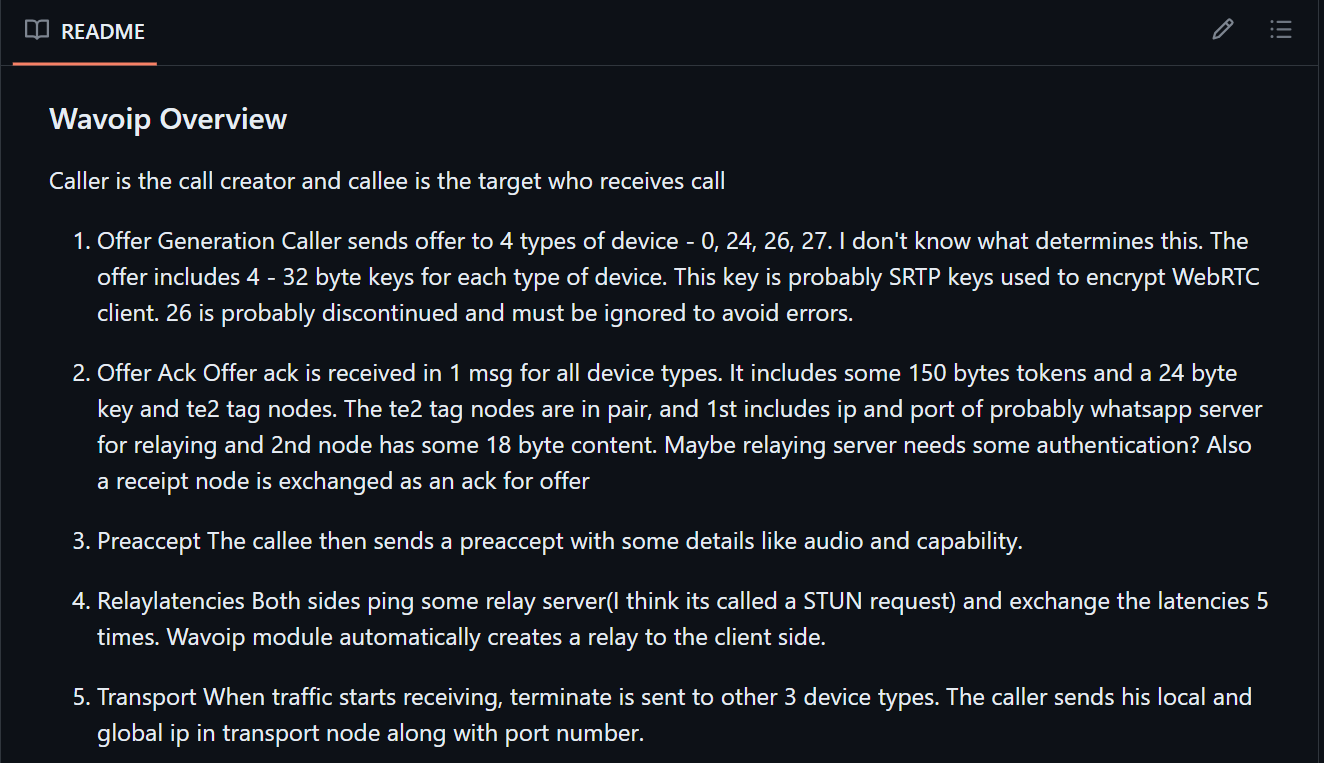 README
Wavoip Overview
Caller is the call creator and callee is the target who receives call
1. Offer Generation Caller sends offer to 4 types of device - 0, 24, 26, 27. I don't know what determines this. The
offer includes 4 - 32 byte keys for each type of device. This key is probably SRTP keys used to encrypt WebRTC
client. 26 is probably discontinued and must be ignored to avoid errors.
2. Offer Ack Offer ack is received in 1 msg for all device types. It includes some 150 bytes tokens and a 24 byte
key and te2 tag nodes. The te2 tag nodes are in pair, and 1st includes ip and port of probably whatsapp server
for relaying and 2nd node has some 18 byte content. Maybe relaying server needs some authentication? Also
a receipt node is exchanged as an ack for offer
3. Preaccept The callee then sends a preaccept with some details like audio and capability.
4. Relaylatencies Both sides ping some relay server(I think its called a STUN request) and exchange the latencies 5
times. Wavoip module automatically creates a relay to the client side.
5. Transport When traffic starts receiving, terminate is sent to other 3 device types. The caller sends his local and
global ip in transport node along with port number.